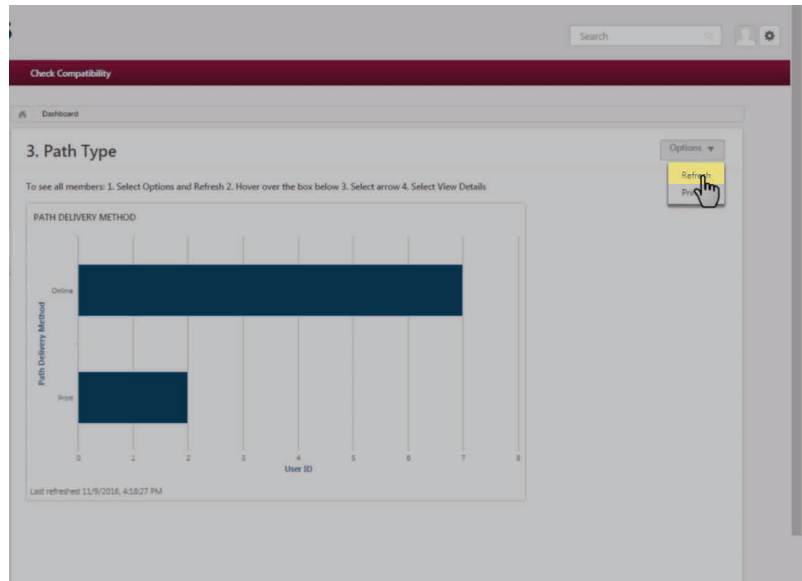 Search
Check Compatibility
Dashboard
3. Path Type
Options
Refresh
To see all members: 1. Select Options and Refresh 2. Hover over the box below 3. Select arrow 4. Select View Details
PATH DELIVERY METHOD
Online
Path Delivery Method
Print
0 1 2 3 4 5 6 7 8
User ID
Last refreshed 11/9/2016, 4:18:27 PM